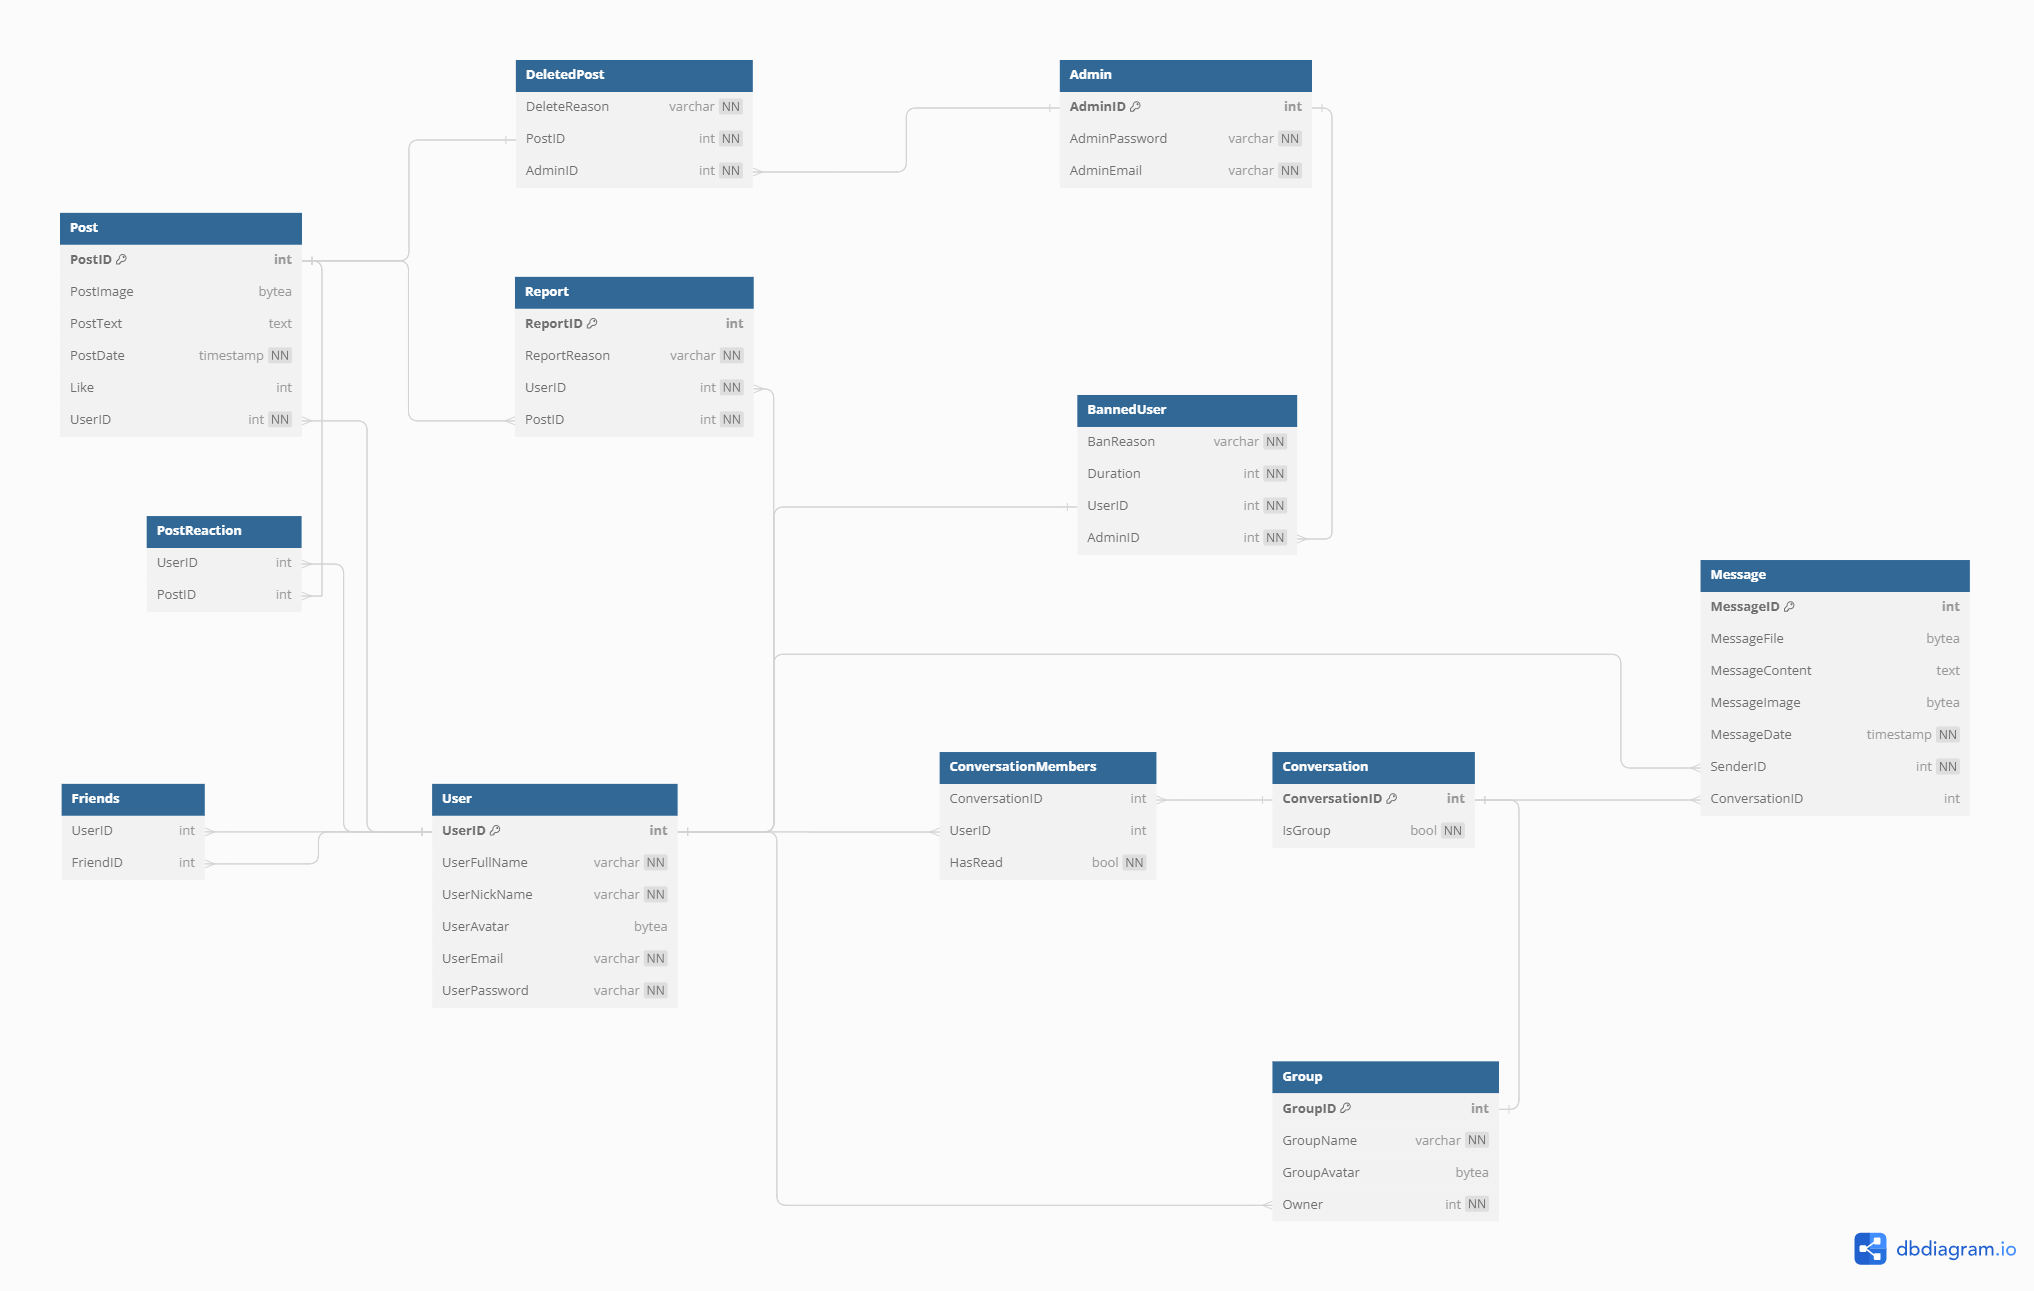 DeletedPost
DeleteReason varchar NN
PostID int NN
AdminID int NN
Admin
AdminID int
AdminPassword varchar NN
AdminEmail varchar NN
Post
PostID int
PostImage bytea
PostText text
PostDate timestamp NN
Like int
UserID int NN
Report
ReportID int
ReportReason varchar NN
UserID int NN
PostID int NN
BannedUser
BanReason varchar NN
Duration int NN
UserID int NN
AdminID int NN
PostReaction
UserID int
PostID int
Message
MessageID int
MessageFile bytea
MessageContent text
MessageImage bytea
MessageDate timestamp NN
SenderID int NN
ConversationID int
Friends
UserID int
FriendID int
User
UserID int
UserFullName varchar NN
UserNickName varchar NN
UserAvatar bytea
UserEmail varchar NN
UserPassword varchar NN
ConversationMembers
ConversationID int
UserID int
HasRead bool NN
Conversation
ConversationID int
IsGroup bool NN
Group
GroupID int
GroupName varchar NN
GroupAvatar bytea
Owner int NN
dbdiagram.io